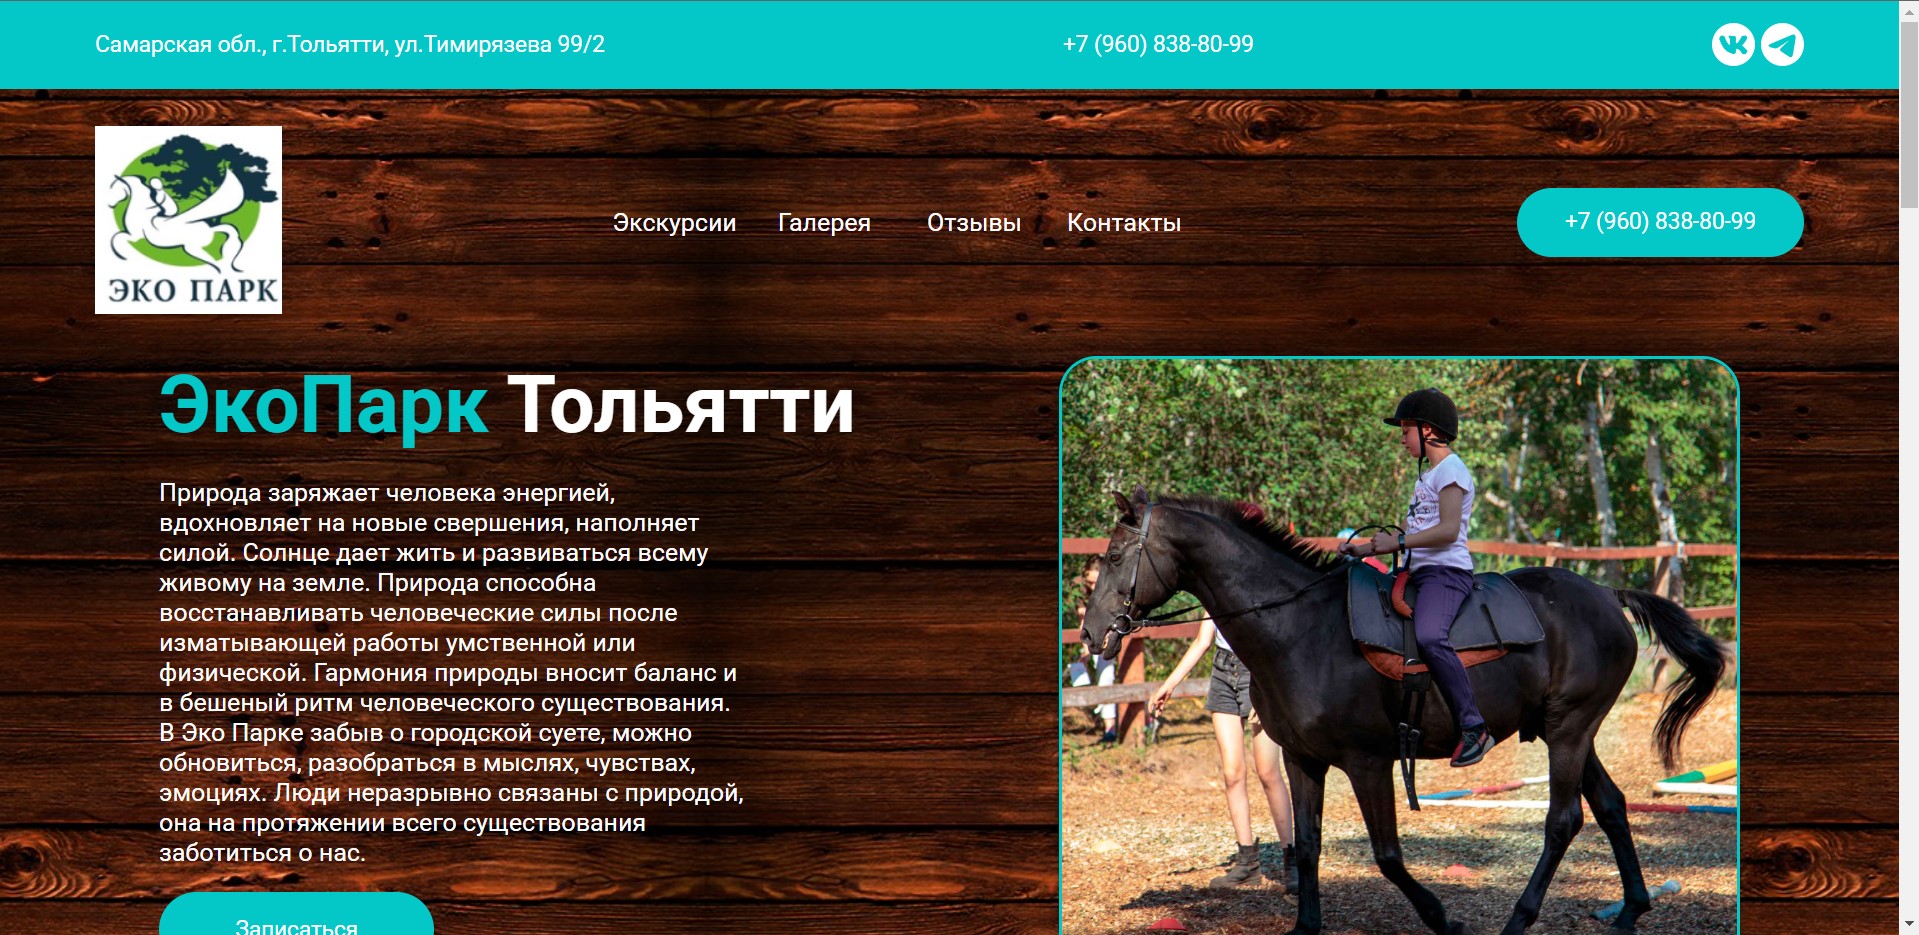 Самарская обл., г.Тольятти, ул.Тимирязева 99/2
+7 (960) 838-80-99
ЭКО ПАРК
Экскурсии
Галерея
Отзывы
Контакты
+7 (960) 838-80-99
ЭкоПарк Тольятти
Природа заряжает человека энергией,
вдохновляет на новые свершения, наполняет
силой. Солнце дает жить и развиваться всему
живому на земле. Природа способна
восстанавливать человеческие силы после
изматывающей работы умственной или
физической. Гармония природы вносит баланс и
в бешеный ритм человеческого существования.
В Эко Парке забыв о городской суете, можно
обновиться, разобраться в мыслях, чувствах,
эмоциях. Люди неразрывно связаны с природой,
она на протяжении всего существования
заботиться о нас.
Записаться